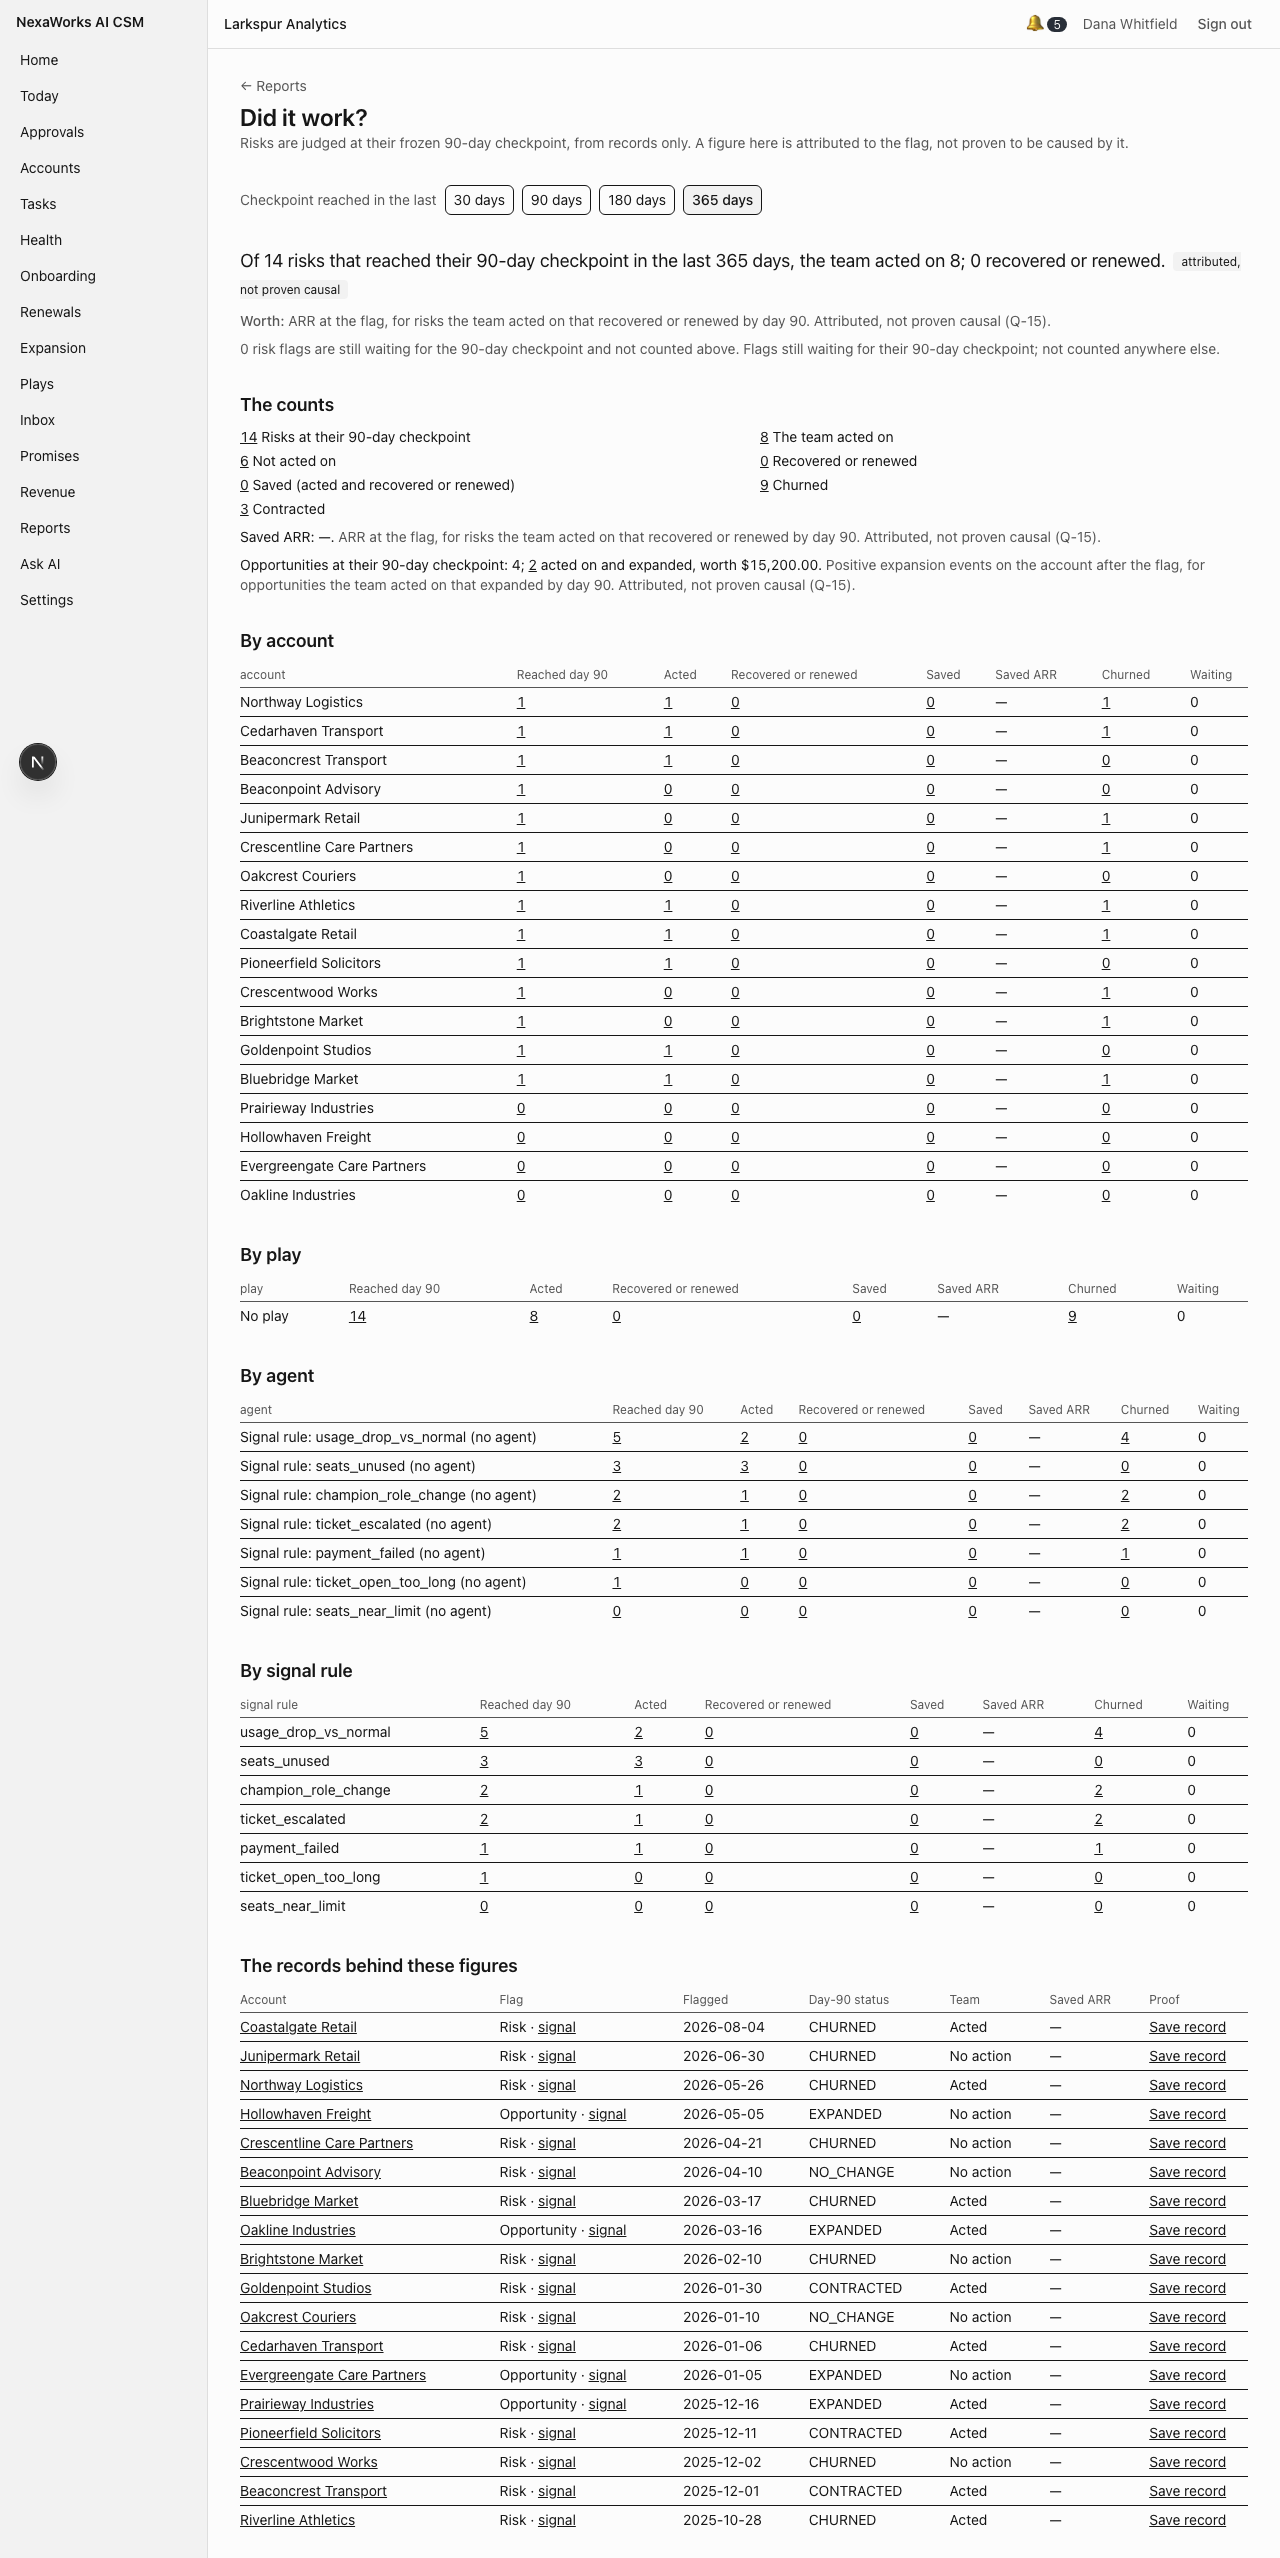 NexaWorks AI CSM
Home
Today
Approvals
Accounts
Tasks
Health
Onboarding
Renewals
Expansion
Plays
Inbox
Promises
Revenue
Reports
Ask AI
Settings
N
Larkspur Analytics
5 Dana Whitfield Sign out
← Reports
Did it work?
Risks are judged at their frozen 90-day checkpoint, from records only. A figure here is attributed to the flag, not proven to be caused by it.
Checkpoint reached in the last 30 days 90 days 180 days 365 days
Of 14 risks that reached their 90-day checkpoint in the last 365 days, the team acted on 8; 0 recovered or renewed. attributed,
not proven causal
Worth: ARR at the flag, for risks the team acted on that recovered or renewed by day 90. Attributed, not proven causal (Q-15).
0 risk flags are still waiting for the 90-day checkpoint and not counted above. Flags still waiting for their 90-day checkpoint; not counted anywhere else.
The counts
14 Risks at their 90-day checkpoint 8 The team acted on
6 Not acted on 0 Recovered or renewed
0 Saved (acted and recovered or renewed) 9 Churned
3 Contracted
Saved ARR: —. ARR at the flag, for risks the team acted on that recovered or renewed by day 90. Attributed, not proven causal (Q-15).
Opportunities at their 90-day checkpoint: 4; 2 acted on and expanded, worth $15,200.00. Positive expansion events on the account after the flag, for
opportunities the team acted on that expanded by day 90. Attributed, not proven causal (Q-15).
By account
account Reached day 90 Acted Recovered or renewed Saved Saved ARR Churned Waiting
Northway Logistics 1 1 0 0 — 1 0
Cedarhaven Transport 1 1 0 0 — 1 0
Beaconcrest Transport 1 1 0 0 — 0 0
Beaconpoint Advisory 1 0 0 0 — 0 0
Junipermark Retail 1 0 0 0 — 1 0
Crescentline Care Partners 1 0 0 0 — 1 0
Oakcrest Couriers 1 0 0 0 — 0 0
Riverline Athletics 1 1 0 0 — 1 0
Coastalgate Retail 1 1 0 0 — 1 0
Pioneerfield Solicitors 1 1 0 0 — 0 0
Crescentwood Works 1 0 0 0 — 1 0
Brightstone Market 1 0 0 0 — 1 0
Goldenpoint Studios 1 1 0 0 — 0 0
Bluebridge Market 1 1 0 0 — 1 0
Prairieway Industries 0 0 0 0 — 0 0
Hollowhaven Freight 0 0 0 0 — 0 0
Evergreengate Care Partners 0 0 0 0 — 0 0
Oakline Industries 0 0 0 0 — 0 0
By play
play Reached day 90 Acted Recovered or renewed Saved Saved ARR Churned Waiting
No play 14 8 0 0 — 9 0
By agent
agent Reached day 90 Acted Recovered or renewed Saved Saved ARR Churned Waiting
Signal rule: usage_drop_vs_normal (no agent) 5 2 0 0 — 4 0
Signal rule: seats_unused (no agent) 3 3 0 0 — 0 0
Signal rule: champion_role_change (no agent) 2 1 0 0 — 2 0
Signal rule: ticket_escalated (no agent) 2 1 0 0 — 2 0
Signal rule: payment_failed (no agent) 1 1 0 0 — 1 0
Signal rule: ticket_open_too_long (no agent) 1 0 0 0 — 0 0
Signal rule: seats_near_limit (no agent) 0 0 0 0 — 0 0
By signal rule
signal rule Reached day 90 Acted Recovered or renewed Saved Saved ARR Churned Waiting
usage_drop_vs_normal 5 2 0 0 — 4 0
seats_unused 3 3 0 0 — 0 0
champion_role_change 2 1 0 0 — 2 0
ticket_escalated 2 1 0 0 — 2 0
payment_failed 1 1 0 0 — 1 0
ticket_open_too_long 1 0 0 0 — 0 0
seats_near_limit 0 0 0 0 — 0 0
The records behind these figures
Account Flag Flagged Day-90 status Team Saved ARR Proof
Coastalgate Retail Risk · signal 2026-08-04 CHURNED Acted — Save record
Junipermark Retail Risk · signal 2026-06-30 CHURNED No action — Save record
Northway Logistics Risk · signal 2026-05-26 CHURNED Acted — Save record
Hollowhaven Freight Opportunity · signal 2026-05-05 EXPANDED No action — Save record
Crescentline Care Partners Risk · signal 2026-04-21 CHURNED No action — Save record
Beaconpoint Advisory Risk · signal 2026-04-10 NO_CHANGE No action — Save record
Bluebridge Market Risk · signal 2026-03-17 CHURNED Acted — Save record
Oakline Industries Opportunity · signal 2026-03-16 EXPANDED Acted — Save record
Brightstone Market Risk · signal 2026-02-10 CHURNED No action — Save record
Goldenpoint Studios Risk · signal 2026-01-30 CONTRACTED Acted — Save record
Oakcrest Couriers Risk · signal 2026-01-10 NO_CHANGE No action — Save record
Cedarhaven Transport Risk · signal 2026-01-06 CHURNED Acted — Save record
Evergreengate Care Partners Opportunity · signal 2026-01-05 EXPANDED No action — Save record
Prairieway Industries Opportunity · signal 2025-12-16 EXPANDED Acted — Save record
Pioneerfield Solicitors Risk · signal 2025-12-11 CONTRACTED Acted — Save record
Crescentwood Works Risk · signal 2025-12-02 CHURNED No action — Save record
Beaconcrest Transport Risk · signal 2025-12-01 CONTRACTED Acted — Save record
Riverline Athletics Risk · signal 2025-10-28 CHURNED Acted — Save record